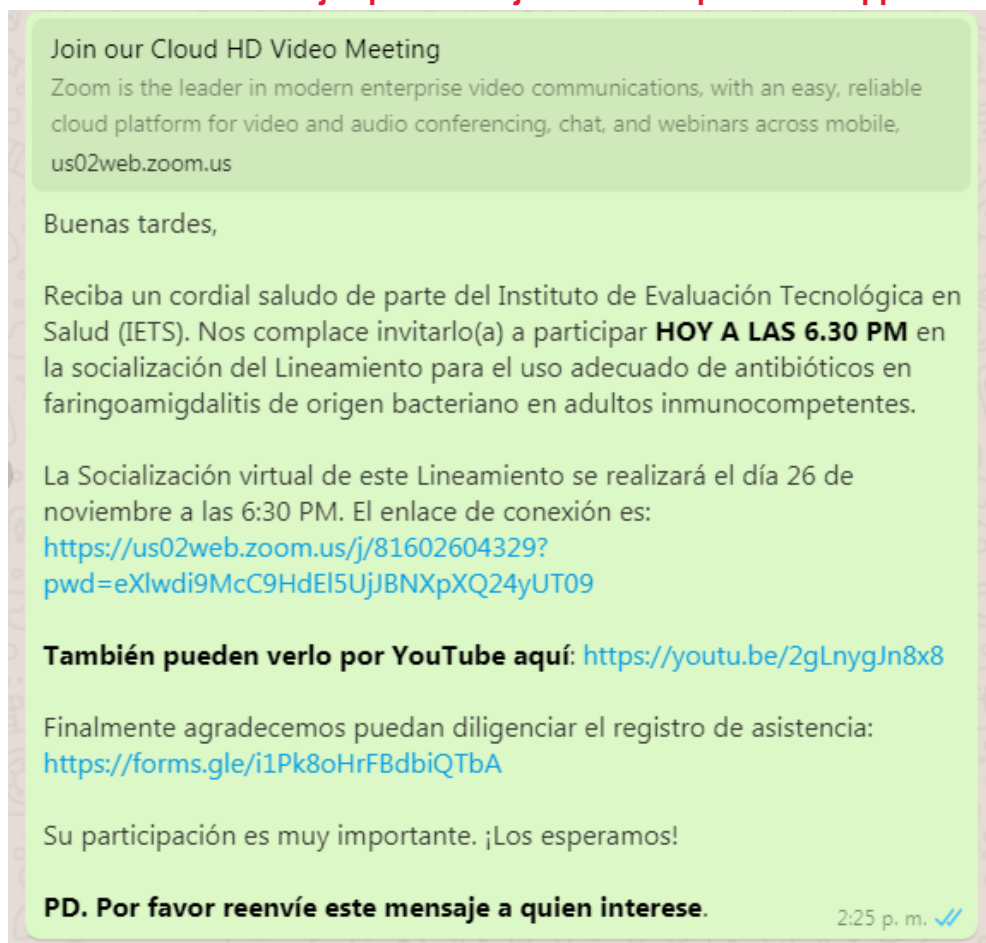 Join our Cloud HD Video Meeting
Zoom is the leader in modern enterprise video communications, with an easy, reliable
cloud platform for video and audio conferencing, chat, and webinars across mobile,
us02web.zoom.us
Buenas tardes,
Reciba un cordial saludo de parte del Instituto de Evaluación Tecnológica en
Salud (IETS). Nos complace invitarlo(a) a participar HOY A LAS 6.30 PM en
la socialización del Lineamiento para el uso adecuado de antibióticos en
faringoamigdalitis de origen bacteriano en adultos inmunocompetentes.
La Socialización virtual de este Lineamiento se realizará el día 26 de
noviembre a las 6:30 PM. El enlace de conexión es:
https://us02web.zoom.us/j/81602604329?
pwd=eXlwdi9McC9HdEl5UjJBNXpXQ24yUT09
También pueden verlo por YouTube aquí: https://youtu.be/2gLnygJn8x8
Finalmente agradecemos puedan diligenciar el registro de asistencia:
https://forms.gle/i1Pk8oHrFBdbiQTbA
Su participación es muy importante. ¡Los esperamos!
PD. Por favor reenvíe este mensaje a quien interese.
2:25 p. m.